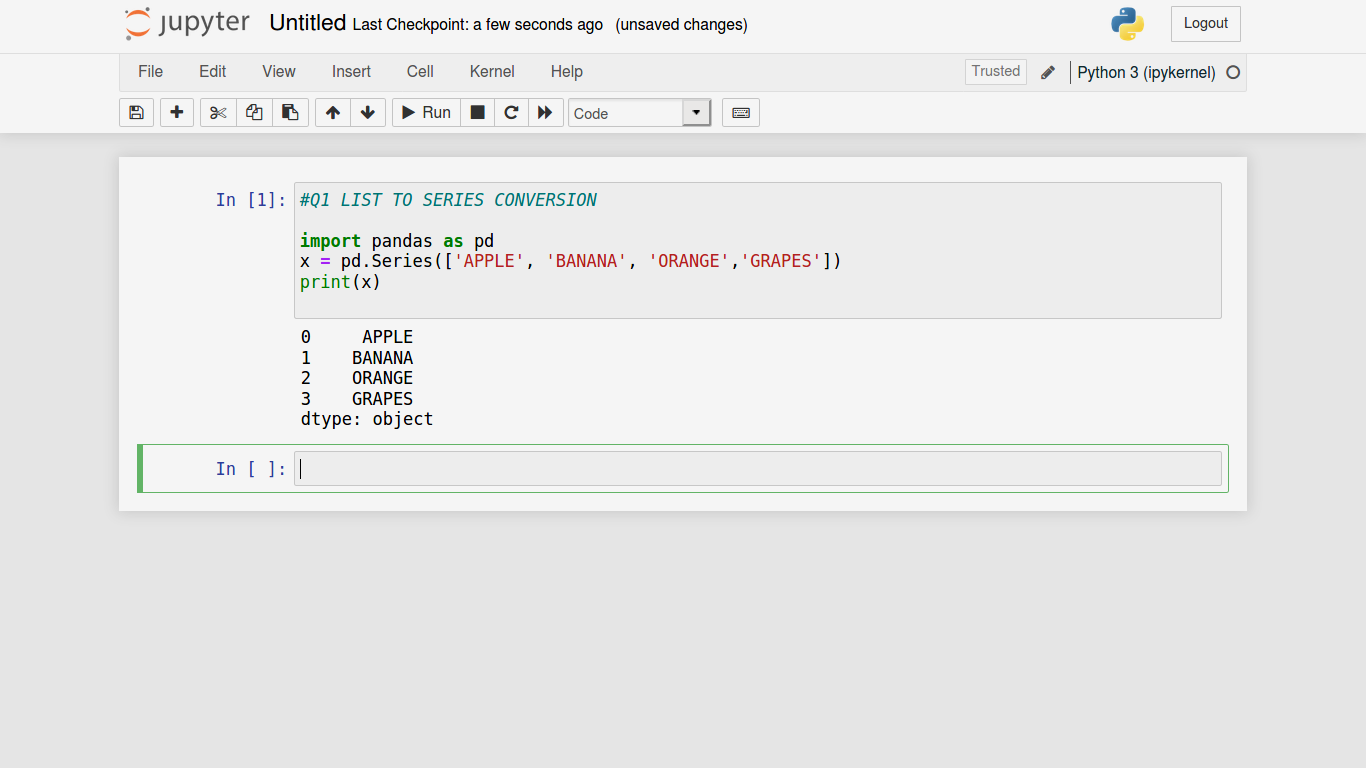 jupyter Untitled Last Checkpoint: a few seconds ago (unsaved changes) Logout
File Edit View Insert Cell Kernel Help Trusted Python 3 (ipykernel)
Run Code
In [1]: #Q1 LIST TO SERIES CONVERSION
import pandas as pd
x = pd.Series(['APPLE', 'BANANA', 'ORANGE','GRAPES'])
print(x)
0     APPLE
1    BANANA
2    ORANGE
3    GRAPES
dtype: object
In [ ]: